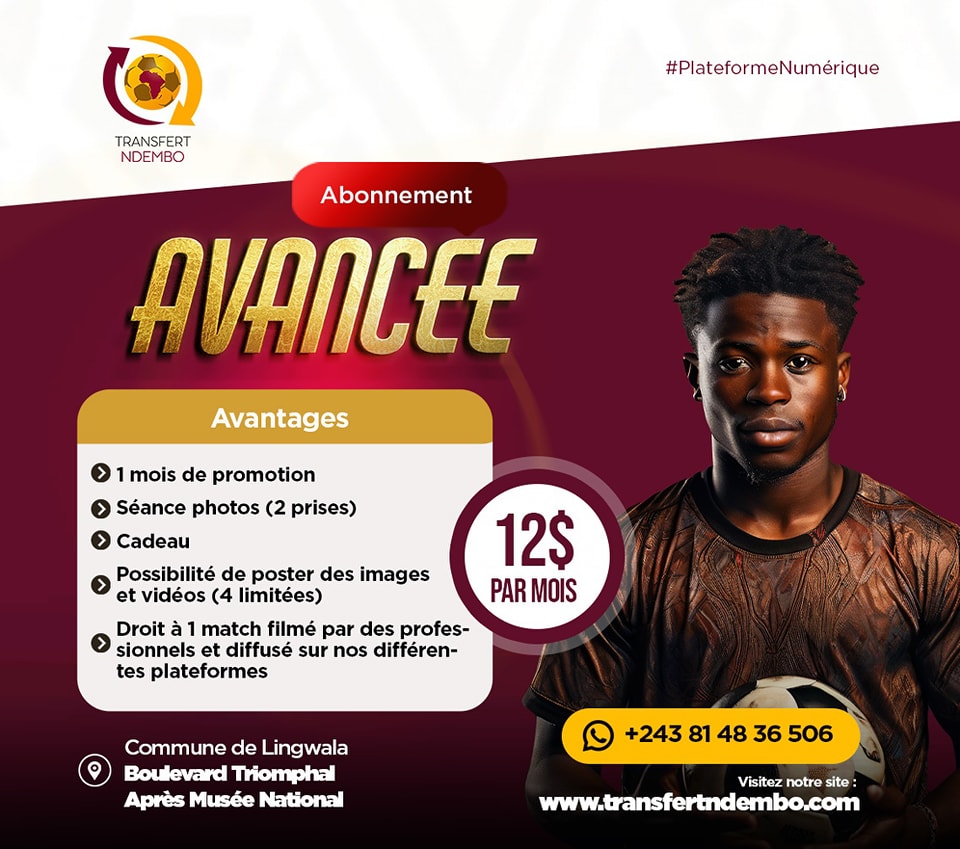 TRANSFERT
NDEMBO
#PlateformeNumérique
Abonnement
AVANCEE
Avantages
1 mois de promotion
Séance photos (2 prises)
Cadeau
Possibilité de poster des images
et vidéos (4 limitées)
Droit à 1 match filmé par des profes-
sionnels et diffusé sur nos différen-
tes plateformes
12$
PAR MOIS
+243 81 48 36 506
Commune de Lingwala
Boulevard Triomphal
Après Musée National
Visitez notre site :
www.transfertndembo.com